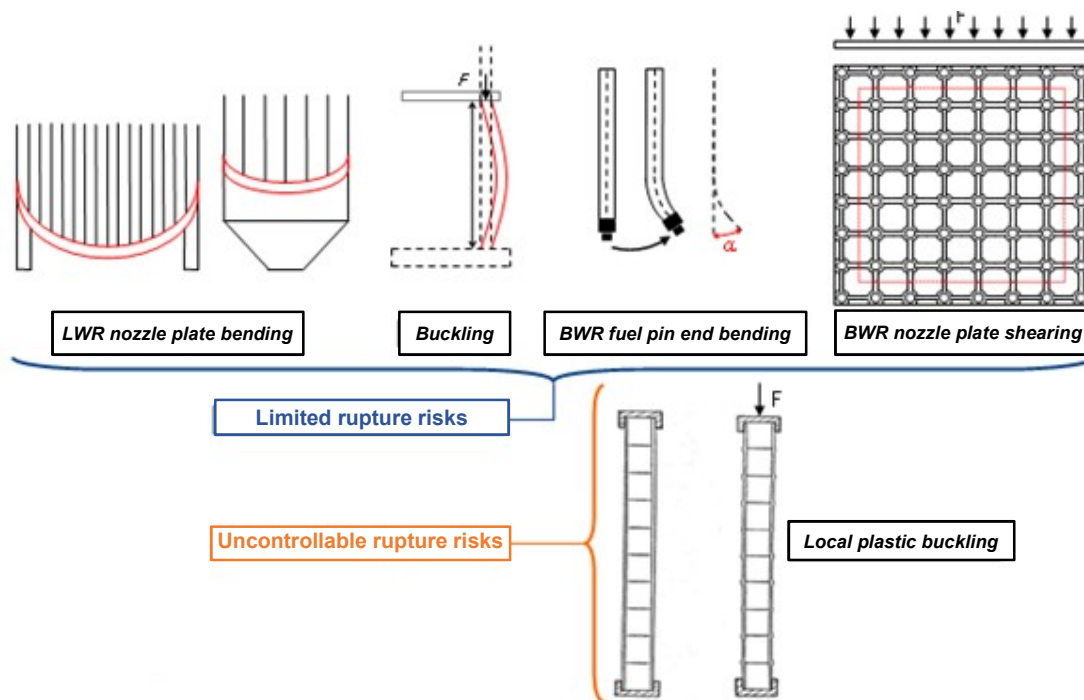 F
F
α
LWR nozzle plate bending
Buckling
BWR fuel pin end bending
BWR nozzle plate shearing
Limited rupture risks
F
Uncontrollable rupture risks
Local plastic buckling